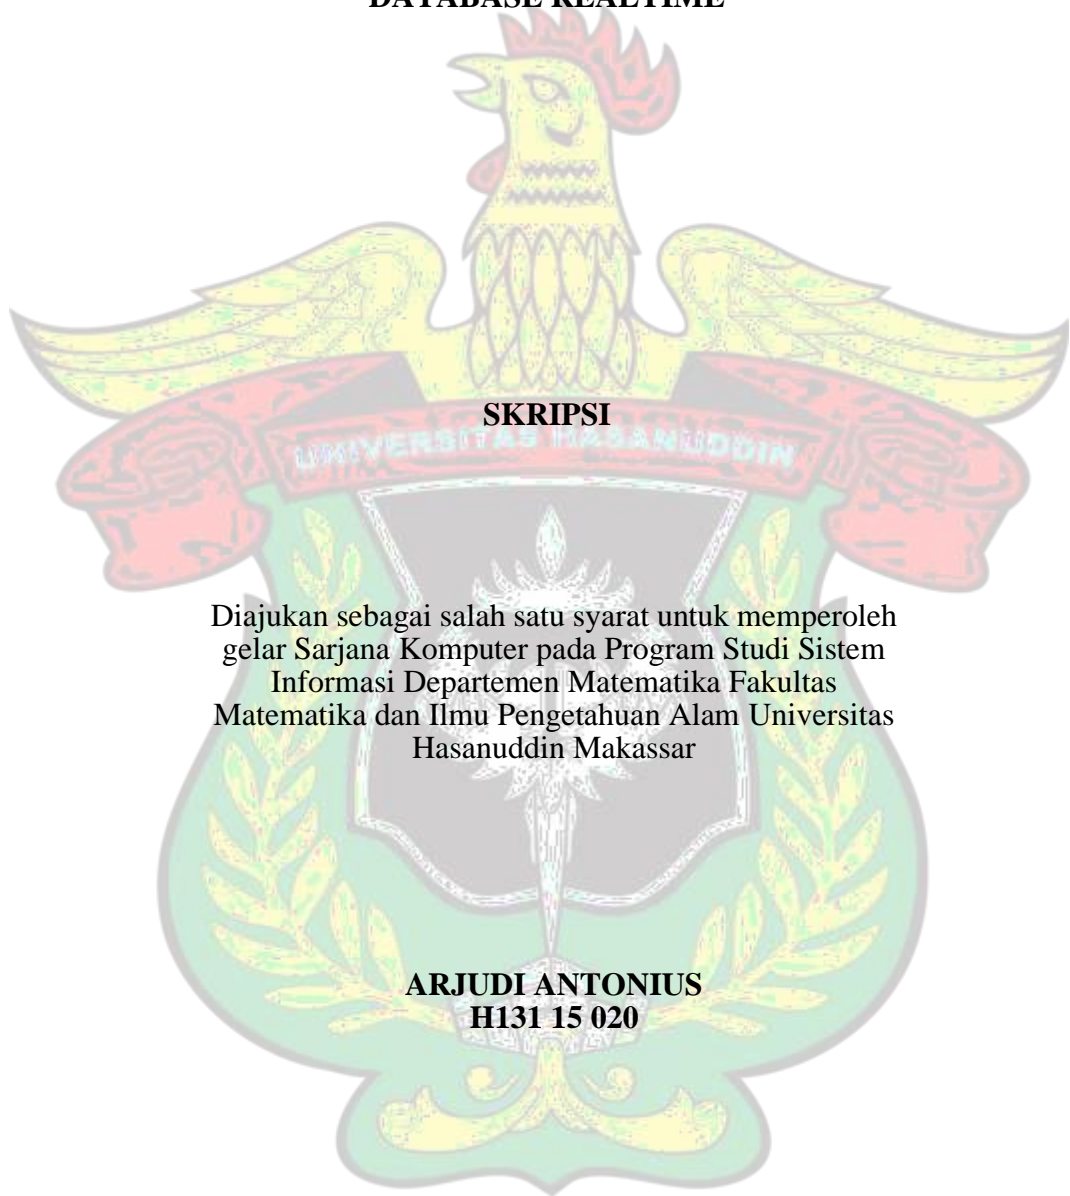 DATABASE REALTIME
SKRIPSI
UNIVERSITAS HASANUDDIN
Diajukan sebagai salah satu syarat untuk memperoleh
gelar Sarjana Komputer pada Program Studi Sistem
Informasi Departemen Matematika Fakultas
Matematika dan Ilmu Pengetahuan Alam Universitas
Hasanuddin Makassar
ARJUDI ANTONIUS
H131 15 020